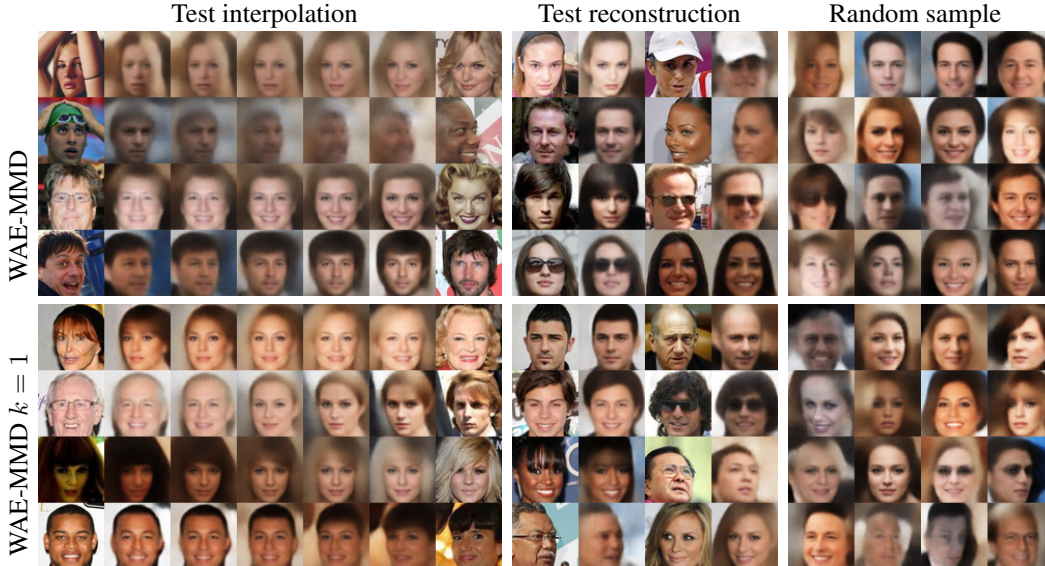 Test interpolation
Test reconstruction
Random sample
WAE-MMD
WAE-MMD k = 1